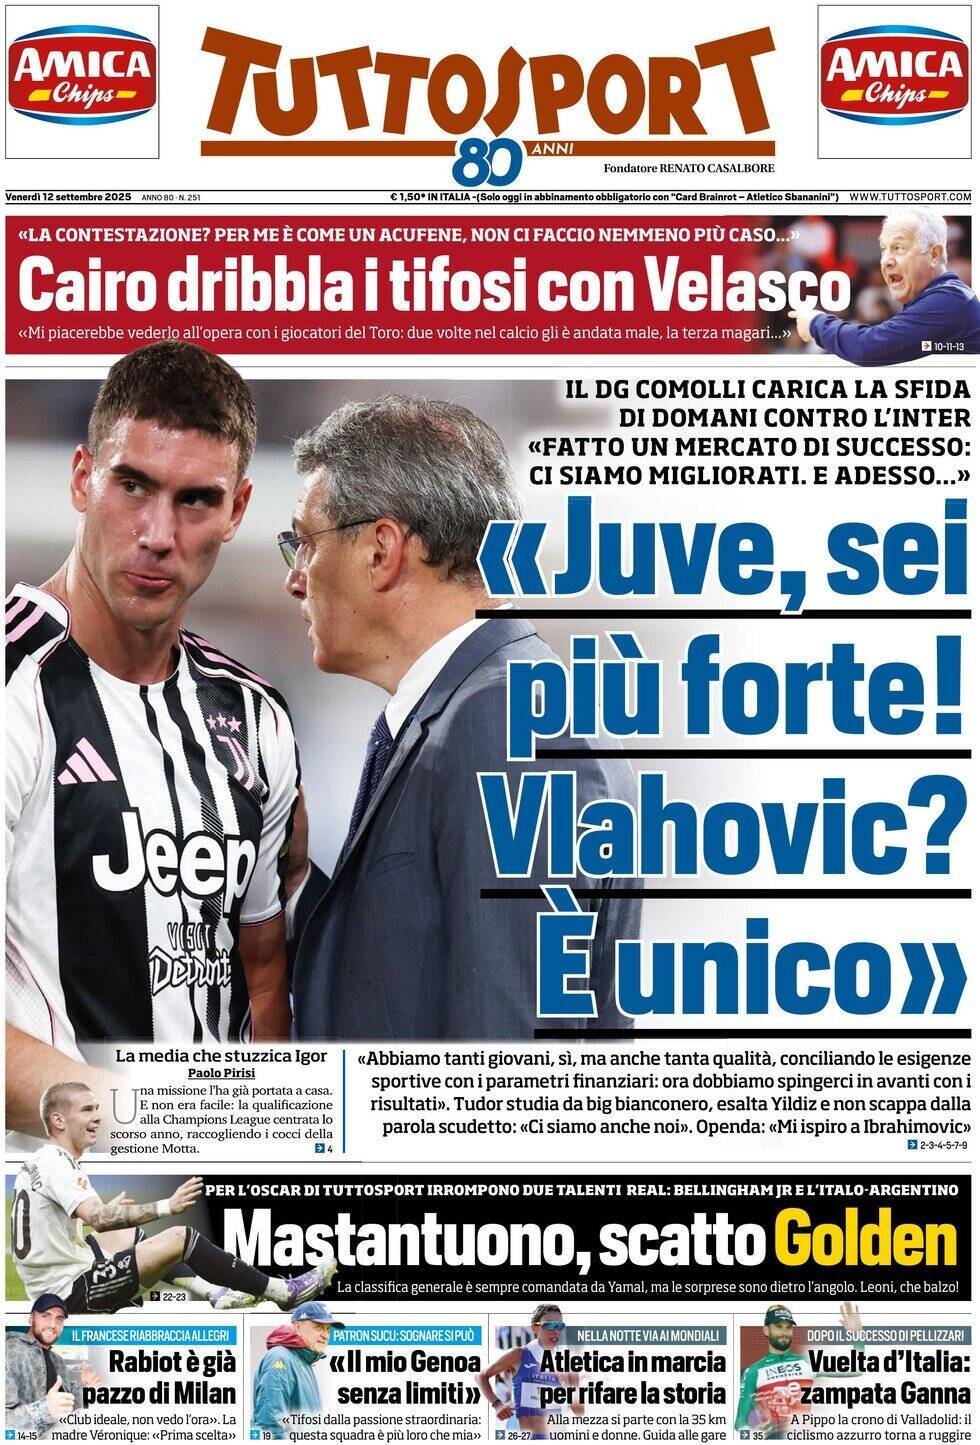 AMICA
Chips
TUTTOSPORT
80 ANNI
Fondatore RENATO CASALBORE
AMICA
Chips
Venerdì 12 settembre 2025 ANNO 80 - N. 251
€ 1,50* IN ITALIA -(Solo oggi in abbinamento obbligatorio con "Card Brainrot – Atletico Sbananini") WWW.TUTTOSPORT.COM
«LA CONTESTAZIONE? PER ME È COME UN ACUFENE, NON CI FACCIO NEMMENO PIÙ CASO...»
Cairo dribbla i tifosi con Velasco
«Mi piacerebbe vederlo all'opera con i giocatori del Toro: due volte nel calcio gli è andata male, la terza magari...»
10-11-13
IL DG COMOLLI CARICA LA SFIDA
DI DOMANI CONTRO L'INTER
«FATTO UN MERCATO DI SUCCESSO:
CI SIAMO MIGLIORATI. E ADESSO...»
«Juve, sei
più forte!
Vlahovic?
È unico»
Jeep
VISIT
Detroit
La media che stuzzica Igor
Paolo Pirisi
Una missione l'ha già portata a casa.
E non era facile: la qualificazione
alla Champions League centrata lo
scorso anno, raccogliendo i cocci della
gestione Motta.
4
«Abbiamo tanti giovani, sì, ma anche tanta qualità, conciliando le esigenze
sportive con i parametri finanziari: ora dobbiamo spingerci in avanti con i
risultati». Tudor studia da big bianconero, esalta Yildiz e non scappa dalla
parola scudetto: «Ci siamo anche noi». Openda: «Mi ispiro a Ibrahimovic»
2-3-4-5-7-9
PER L'OSCAR DI TUTTOSPORT IRROMPONO DUE TALENTI REAL: BELLINGHAM JR E L'ITALO-ARGENTINO
Mastantuono, scatto Golden
La classifica generale è sempre comandata da Yamal, ma le sorprese sono dietro l'angolo. Leoni, che balzo!
22-23
IL FRANCESE RIABBRACCIA ALLEGRI
Rabiot è già
pazzo di Milan
«Club ideale, non vedo l'ora». La
madre Véronique: «Prima scelta»
14-15
PATRON SUCU: SOGNARE SI PUÒ
«Il mio Genoa
senza limiti»
«Tifosi dalla passione straordinaria:
questa squadra è più loro che mia»
19
NELLA NOTTE VIA AI MONDIALI
Atletica in marcia
per rifare la storia
Alla mezza si parte con la 35 km
uomini e donne. Guida alle gare
26-27
DOPO IL SUCCESSO DI PELLIZZARI
Vuelta d'Italia:
zampata Ganna
A Pippo la crono di Valladolid: il
ciclismo azzurro torna a ruggire
35
INEOS